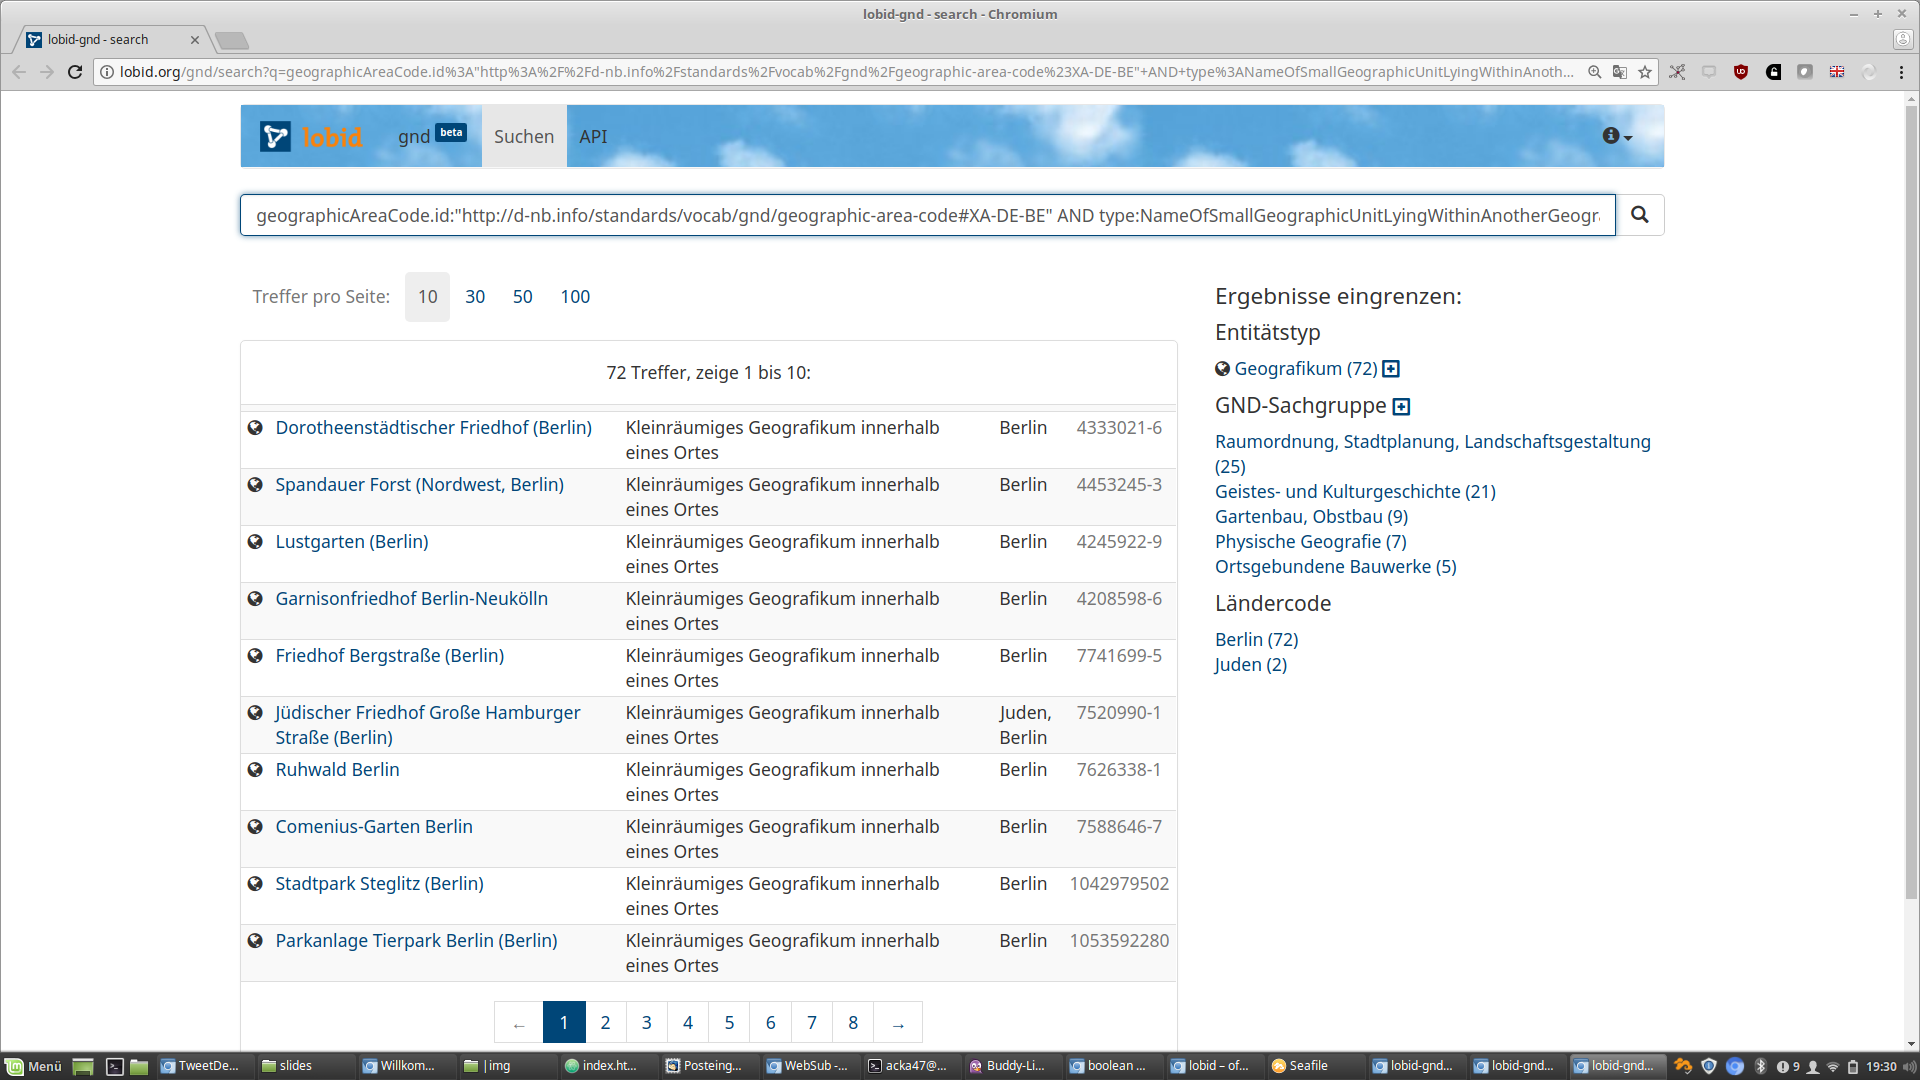 lobid-gnd - search - Chromium
lobid-gnd - search
lobid.org/gnd/search?q=geographicAreaCode.id%3A"http%3A%2F%2Fd-nb.info%2Fstandards%2Fvocab%2Fgnd%2Fgeographic-area-code%23XA-DE-BE"+AND+type%3ANameOfSmallGeographicUnitLyingWithinAnoth...
lobid gnd beta Suchen API
geographicAreaCode.id:"http://d-nb.info/standards/vocab/gnd/geographic-area-code#XA-DE-BE" AND type:NameOfSmallGeographicUnitLyingWithinAnotherGeogra
Treffer pro Seite: 10 30 50 100
72 Treffer, zeige 1 bis 10:
Dorotheenstädtischer Friedhof (Berlin) Kleinräumiges Geografikum innerhalb Berlin 4333021-6
eines Ortes
Spandauer Forst (Nordwest, Berlin) Kleinräumiges Geografikum innerhalb Berlin 4453245-3
eines Ortes
Lustgarten (Berlin) Kleinräumiges Geografikum innerhalb Berlin 4245922-9
eines Ortes
Garnisonfriedhof Berlin-Neukölln Kleinräumiges Geografikum innerhalb Berlin 4208598-6
eines Ortes
Friedhof Bergstraße (Berlin) Kleinräumiges Geografikum innerhalb Berlin 7741699-5
eines Ortes
Jüdischer Friedhof Große Hamburger Kleinräumiges Geografikum innerhalb Juden, 7520990-1
Straße (Berlin) eines Ortes Berlin
Ruhwald Berlin Kleinräumiges Geografikum innerhalb Berlin 7626338-1
eines Ortes
Comenius-Garten Berlin Kleinräumiges Geografikum innerhalb Berlin 7588646-7
eines Ortes
Stadtpark Steglitz (Berlin) Kleinräumiges Geografikum innerhalb Berlin 1042979502
eines Ortes
Parkanlage Tierpark Berlin (Berlin) Kleinräumiges Geografikum innerhalb Berlin 1053592280
eines Ortes
← 1 2 3 4 5 6 7 8 →
Ergebnisse eingrenzen:
Entitätstyp
Geografikum (72)
GND-Sachgruppe
Raumordnung, Stadtplanung, Landschaftsgestaltung
(25)
Geistes- und Kulturgeschichte (21)
Gartenbau, Obstbau (9)
Physische Geografie (7)
Ortsgebundene Bauwerke (5)
Ländercode
Berlin (72)
Juden (2)
Menü TweetDe... slides Willkom... |img index.ht... Posteing... WebSub -... acka47@... Buddy-Li... boolean ... lobid – of... Seafile lobid-gnd... lobid-gnd... lobid-gnd... 9 19:30